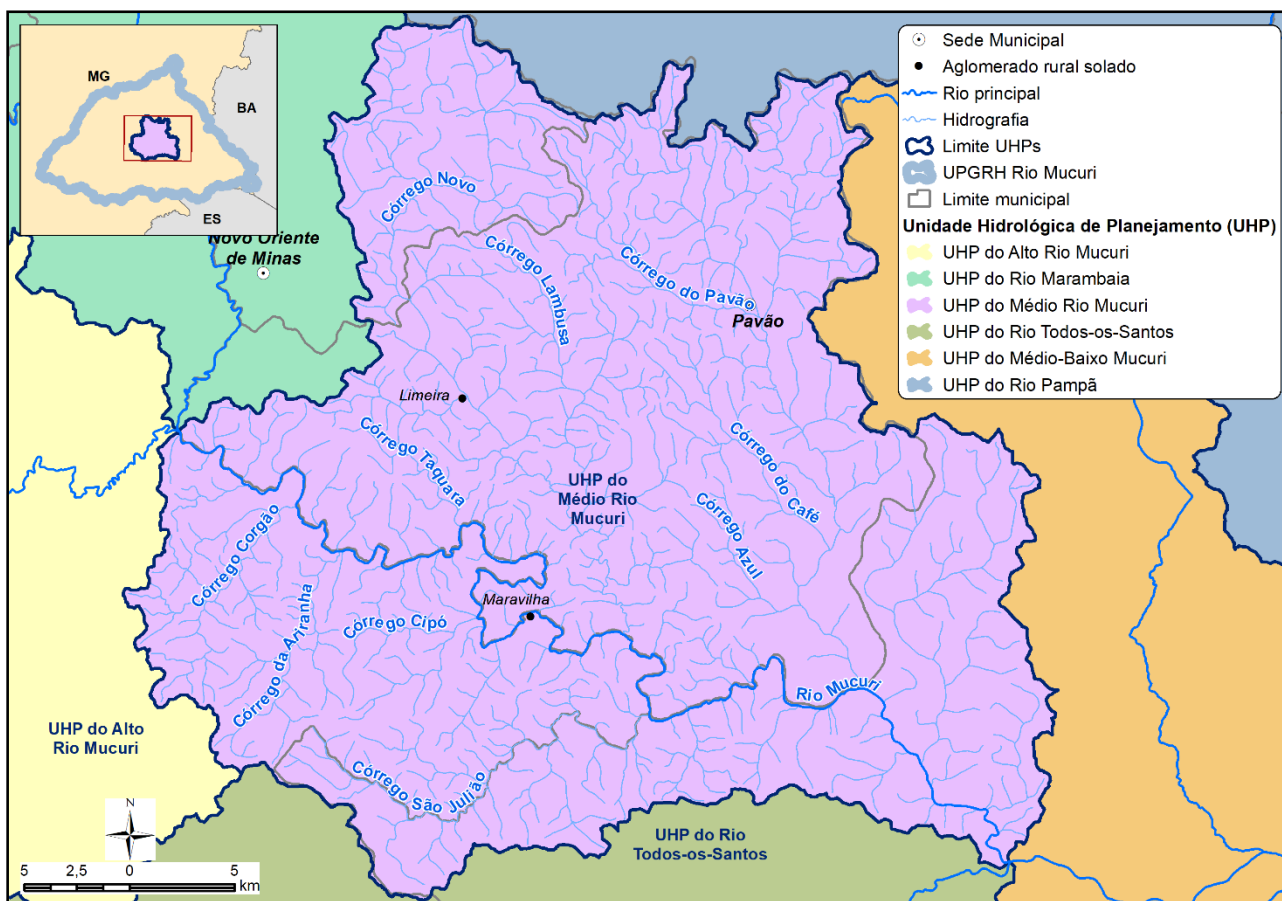 MG
BA
ES
Novo Oriente
de Minas
Córrego Novo
Córrego Lambusa
Córrego do Pavão
Pavão
Limeira
Córrego Taquara
UHP do
Médio Rio
Mucuri
Córrego do Café
Córrego Azul
Córrego Corgão
Córrego da Ariranha
Córrego Cipó
Maravilha
Rio Mucuri
Córrego São Julião
UHP do Alto
Rio Mucuri
UHP do Rio
Todos-os-Santos
N
5 2,5 0 5
km
Sede Municipal
Aglomerado rural solado
Rio principal
Hidrografia
Limite UHPs
UPGRH Rio Mucuri
Limite municipal
Unidade Hidrológica de Planejamento (UHP)
UHP do Alto Rio Mucuri
UHP do Rio Marambaia
UHP do Médio Rio Mucuri
UHP do Rio Todos-os-Santos
UHP do Médio-Baixo Mucuri
UHP do Rio Pampã